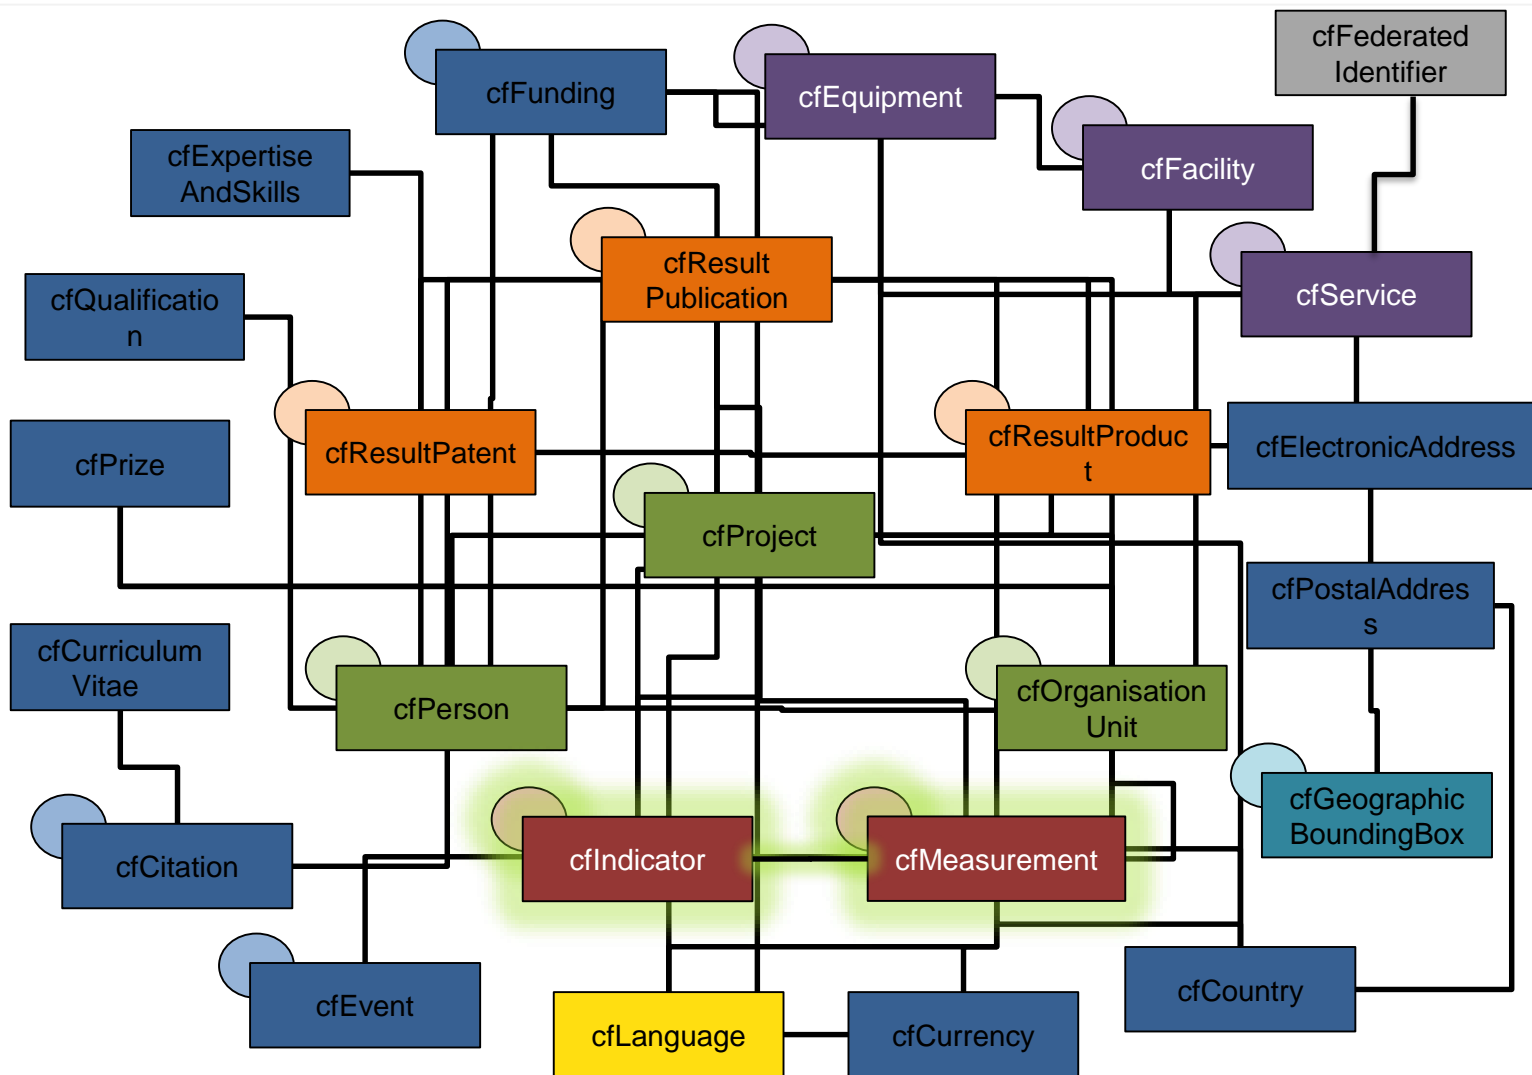 cfFederated
Identifier
cfFunding
cfEquipment
cfExpertise
AndSkills
cfFacility
cfResult
Publication
cfQualificatio
n
cfService
cfPrize
cfResultPatent
cfResultProduc
t
cfElectronicAddress
cfProject
cfPostalAddres
s
cfCurriculum
Vitae
cfPerson
cfOrganisation
Unit
cfGeographic
BoundingBox
cfCitation
cfIndicator
cfMeasurement
cfEvent
cfLanguage
cfCurrency
cfCountry